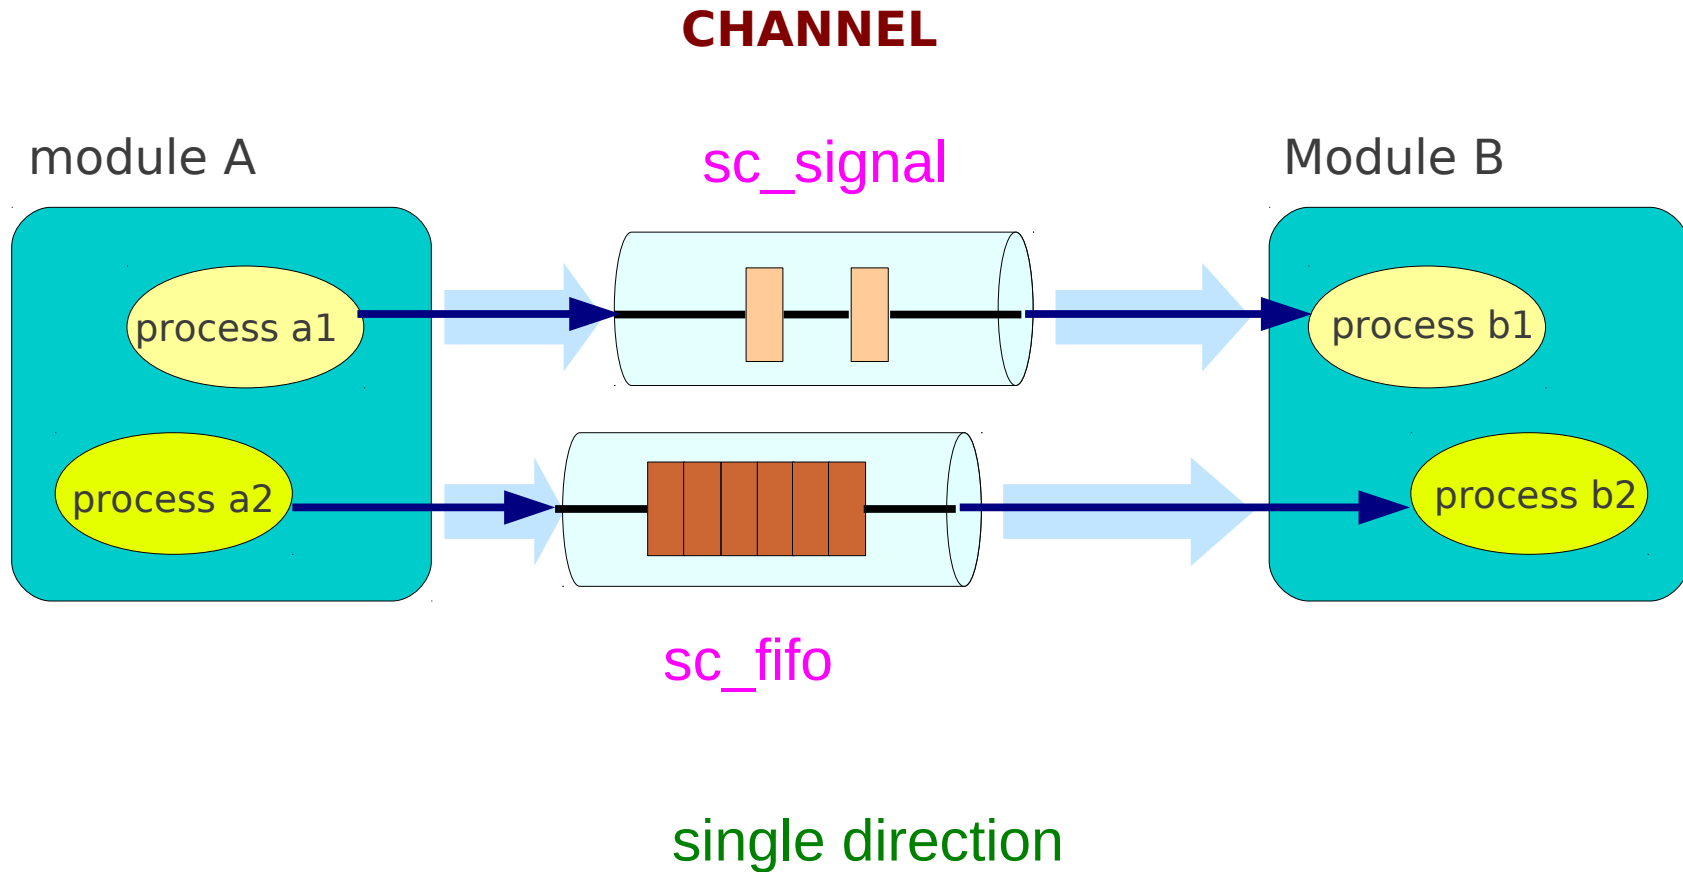 CHANNEL
module A
sc_signal
Module B
process a1
process b1
process a2
process b2
sc_fifo
single direction